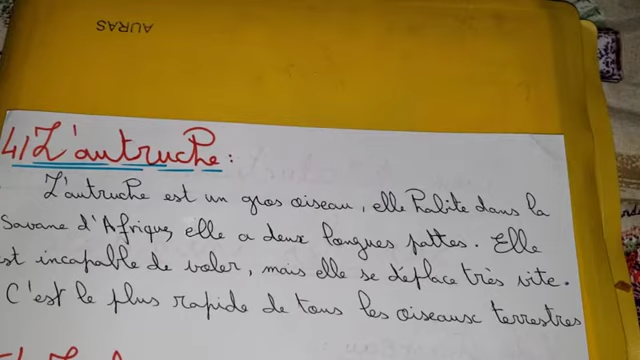 AURAS
4/ L'autruche :
L'autruche est un gros oiseau, elle habite dans la
Savane d'Afrique, elle a deux longues pattes. Elle
est incapable de voler, mais elle se déplace très vite.
C'est le plus rapide de tous les oiseaux terrestres